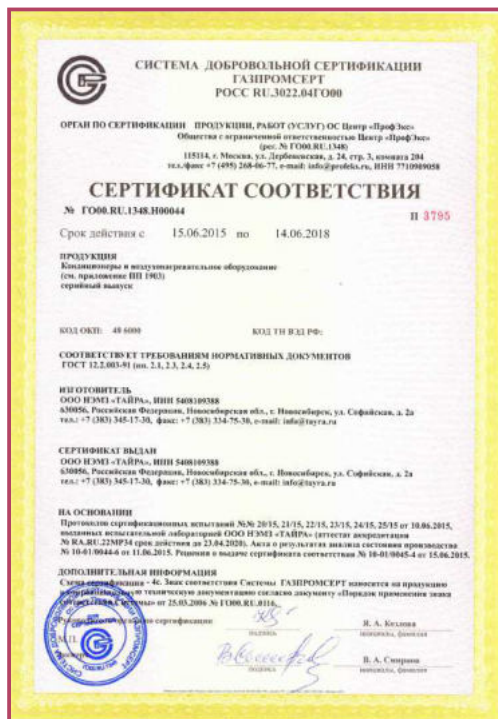 СИСТЕМА ДОБРОВОЛЬНОЙ СЕРТИФИКАЦИИ
ГАЗПРОМСЕРТ
РОСС RU.3022.04ГО00
ОРГАН ПО СЕРТИФИКАЦИИ ПРОДУКЦИИ, РАБОТ (УСЛУГ) ОС Центр «ПрофЭкс»
Общества с ограниченной ответственностью Центр «ПрофЭкс»
(рег. № ГО00.RU.1348)
115114, г. Москва, ул. Дербеневская, д. 24, стр. 3, комната 204
тел./факс +7 (495) 268-06-77, e-mail: info@profeks.ru, ИНН 7710909058
СЕРТИФИКАТ СООТВЕТСТВИЯ
№ ГО00.RU.1348.Н00044
П 3795
Срок действия с 15.06.2015 по 14.06.2018
ПРОДУКЦИЯ
Кондиционеры и воздухонагревательное оборудование
(см. приложение ПП 1903)
серийный выпуск
КОД ОКП: 48 6000 КОД ТН ВЭД РФ:
СООТВЕТСТВУЕТ ТРЕБОВАНИЯМ НОРМАТИВНЫХ ДОКУМЕНТОВ
ГОСТ 12.2.003-91 (пп. 2.1, 2.3, 2.4, 2.5)
ИЗГОТОВИТЕЛЬ
ООО НЭМЗ «ТАЙРА», ИНН 5408109388
630056, Российская Федерация, Новосибирская обл., г. Новосибирск, ул. Софийская, д. 2а
тел.: +7 (383) 345-17-30, факс: +7 (383) 334-75-30, e-mail: info@tayra.ru
СЕРТИФИКАТ ВЫДАН
ООО НЭМЗ «ТАЙРА», ИНН 5408109388
630056, Российская Федерация, Новосибирская обл., г. Новосибирск, ул. Софийская, д. 2а
тел.: +7 (383) 345-17-30, факс: +7 (383) 334-75-30, e-mail: info@tayra.ru
НА ОСНОВАНИИ
Протоколов сертификационных испытаний №№ 20/15, 21/15, 22/15, 23/15, 24/15, 25/15 от 10.06.2015,
выданных испытательной лабораторией ООО НЭМЗ «ТАЙРА» (аттестат аккредитации
№ RA.RU.22МР34 срок действия до 23.04.2020). Акта о результатах анализа состояния производства
№ 10-01/0044-6 от 11.06.2015. Решения о выдаче сертификата соответствия № 10-01/0045-4 от 15.06.2015.
ДОПОЛНИТЕЛЬНАЯ ИНФОРМАЦИЯ
Схема сертификации - 4с. Знак соответствия Системы ГАЗПРОМСЕРТ наносится на продукцию
и сопроводительную техническую документацию согласно документу «Порядок применения знака
соответствия Системы» от 25.03.2006 № ГО00.RU.0116.
Руководитель органа по сертификации
Я. А. Козлова
М.П.
подпись
инициалы, фамилия
Эксперт
В. А. Смирнов
подпись
инициалы, фамилия